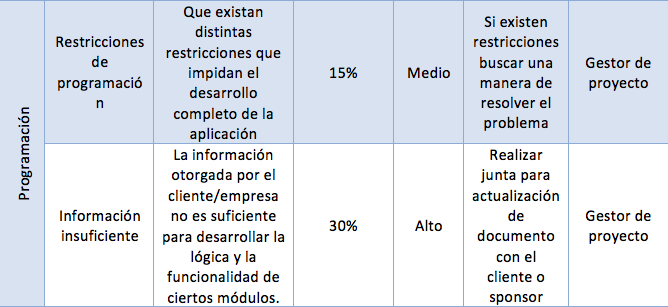 Programación
Restricciones
de
programació
n
Que existan
distintas
restricciones que
impidan el
desarrollo
completo de la
aplicación
15%
Medio
Si existen
restricciones
buscar una
manera de
resolver el
problema
Gestor de
proyecto
Información
insuficiente
La información
otorgada por el
cliente/empresa
no es suficiente
para desarrollar la
lógica y la
funcionalidad de
ciertos módulos.
30%
Alto
Realizar
junta para
actualización
de
documento
con el
cliente o
sponsor
Gestor de
proyecto